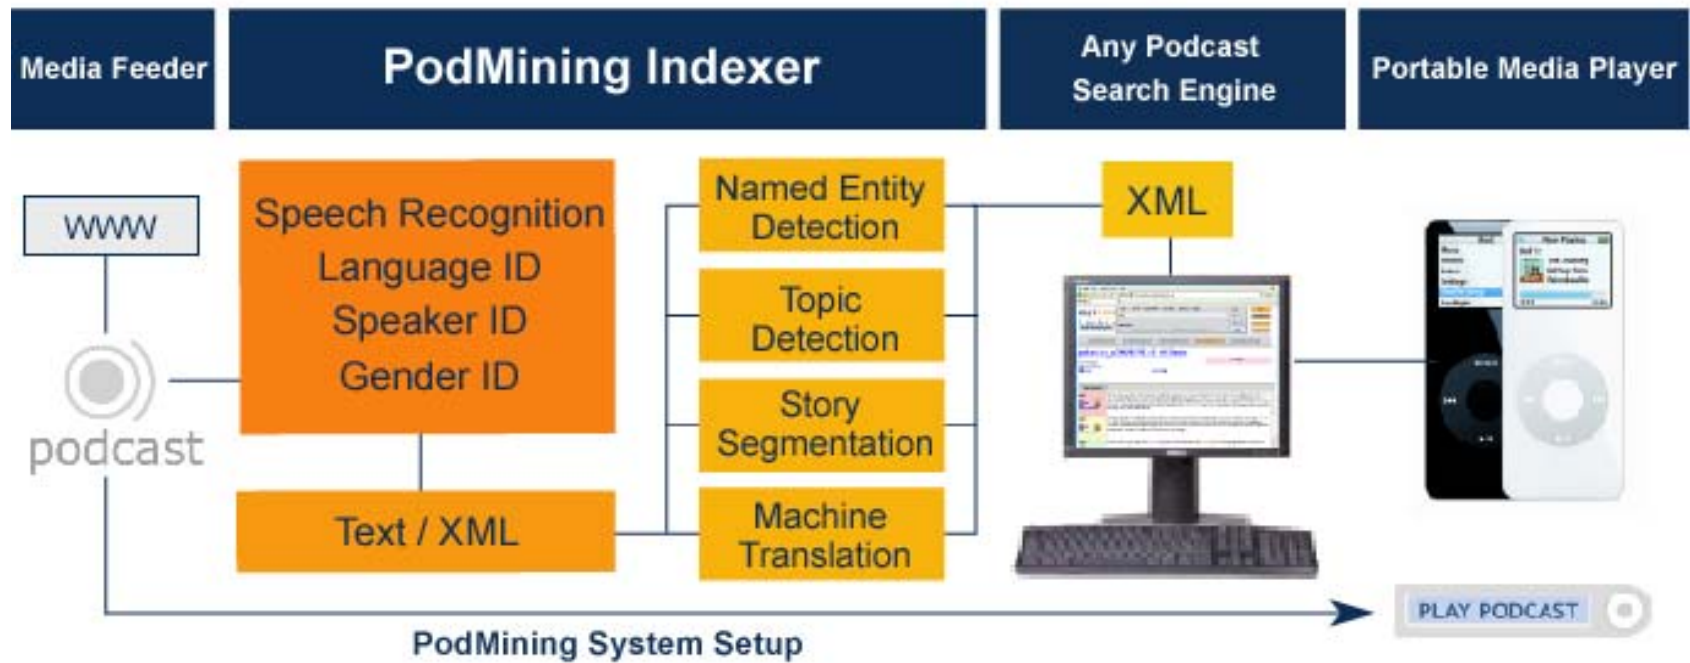 Media Feeder
PodMining Indexer
Any Podcast
Search Engine
Portable Media Player
WWW
podcast
Speech Recognition
Language ID
Speaker ID
Gender ID
Text / XML
Named Entity
Detection
Topic
Detection
Story
Segmentation
Machine
Translation
XML
PLAY PODCAST
PodMining System Setup